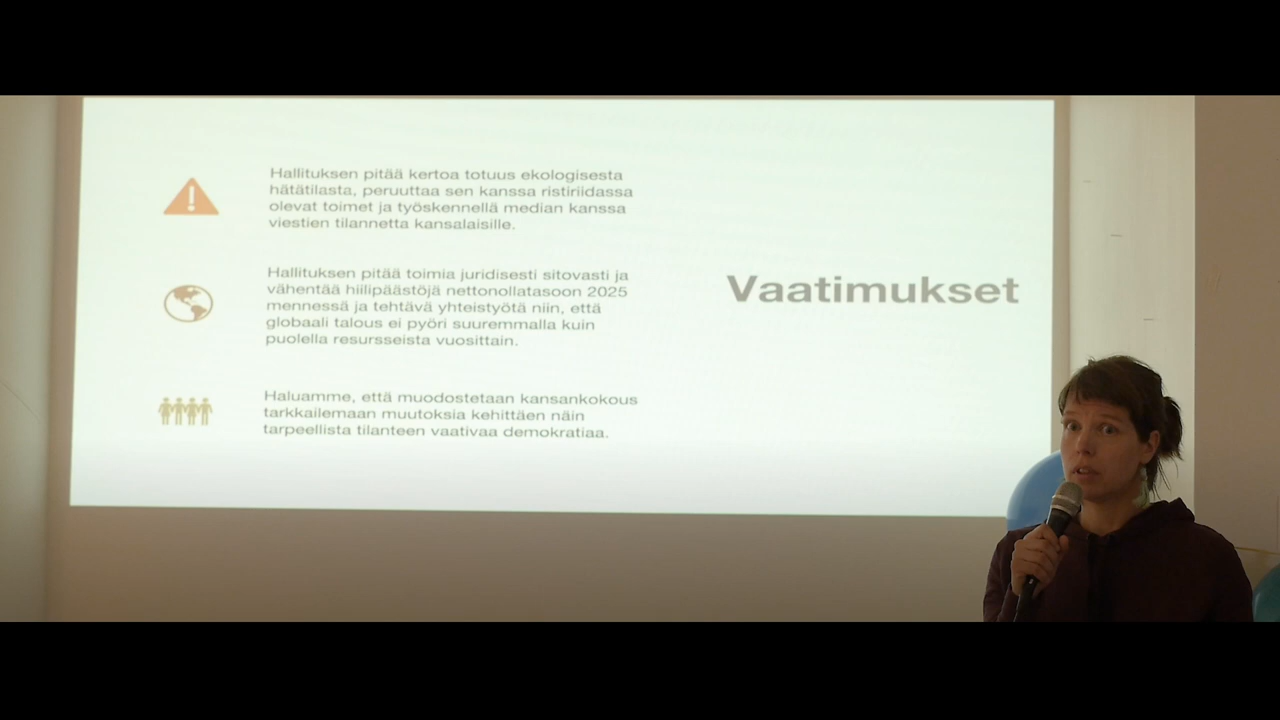 Hallituksen pitää kertoa totuus ekologisesta
hätätilasta, peruuttaa sen kanssa ristiriidassa
olevat toimet ja työskennellä median kanssa
viestien tilannetta kansalaisille.
Hallituksen pitää toimia juridisesti sitovasti ja
vähentää hiilipäästöjä nettonollatasoon 2025
mennessä ja tehtävä yhteistyötä niin, että
globaali talous ei pyöri suuremmalla kuin
puolella resursseista vuosittain.
Haluamme, että muodostetaan kansankokous
tarkkailemaan muutoksia kehittäen näin
tarpeellista tilanteen vaativaa demokratiaa.
Vaatimukset